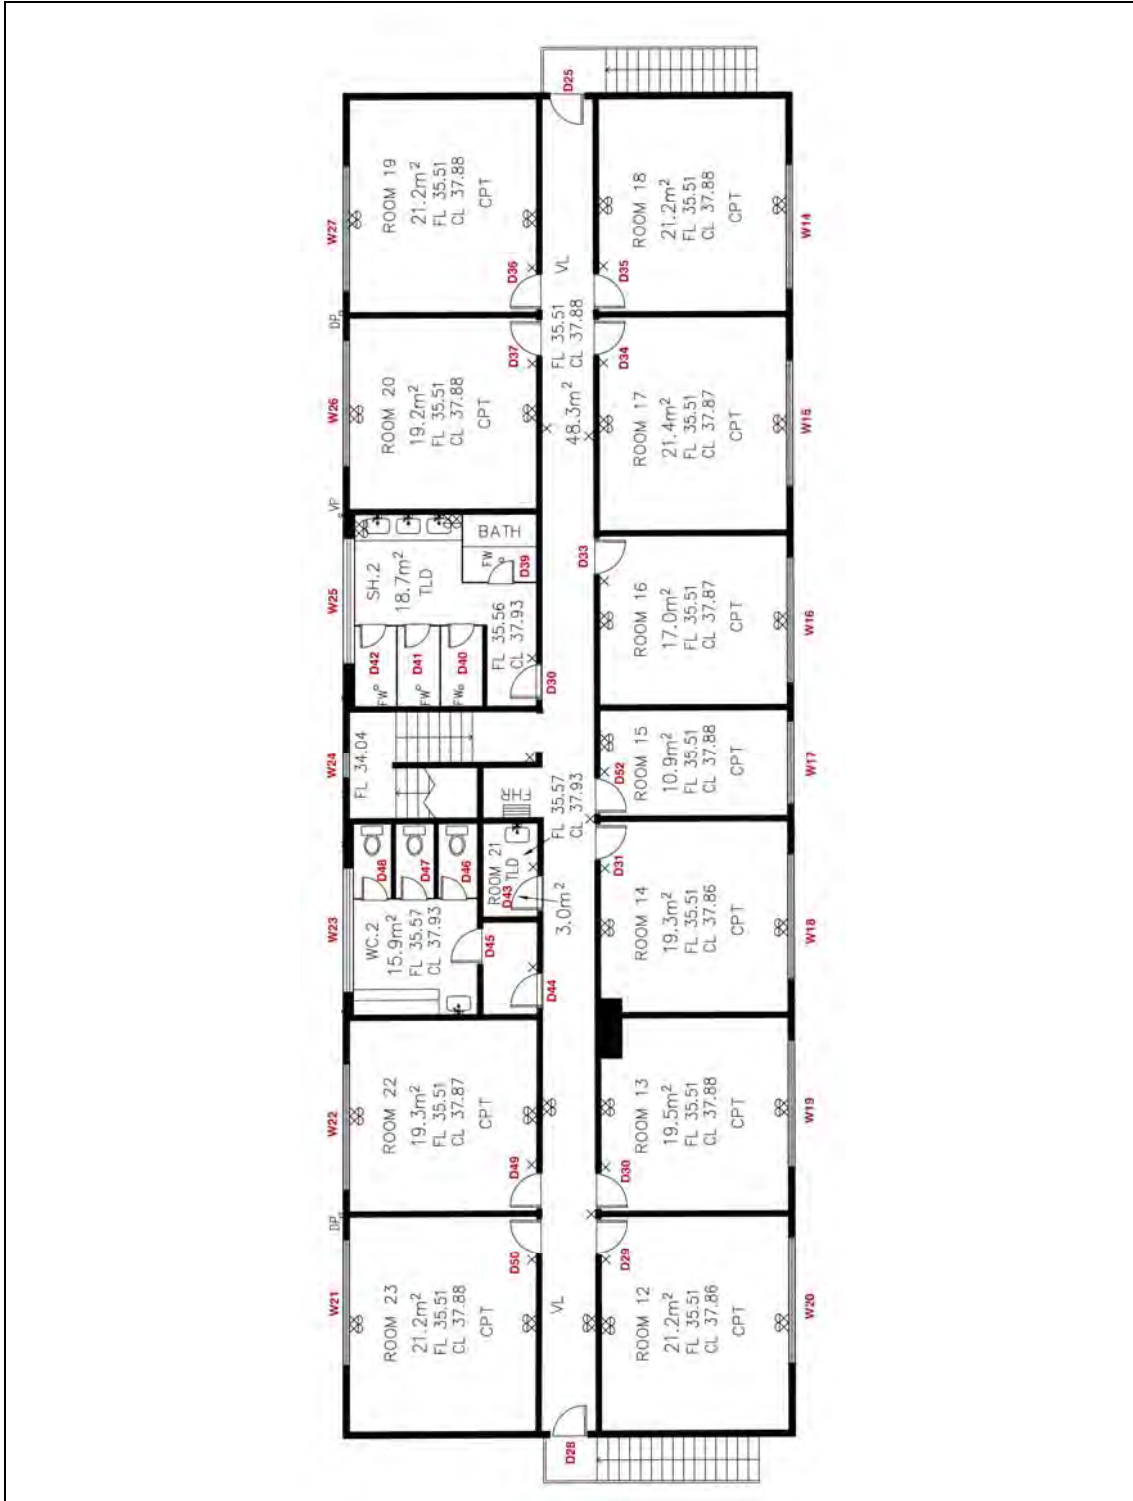 D25
W27
ROOM 19
21.2m²
FL 35.51
CL 37.88
CPT
D36
ROOM 18
21.2m²
FL 35.51
CL 37.88
CPT
D35
W14
VL
FL 35.51
CL 37.88
48.3m²
DP
W26
ROOM 20
19.2m²
FL 35.51
CL 37.88
CPT
D37
D34
ROOM 17
21.4m²
FL 35.51
CL 37.87
CPT
W15
VP
W25
SH.2
18.7m²
TLD
BATH
FW
D39
FL 35.56
CL 37.93
D42
D41
D40
FW
FW
FW
D30
D33
ROOM 16
17.0m²
FL 35.51
CL 37.87
CPT
W16
W24
FL 34.04
D52
ROOM 15
10.9m²
FL 35.51
CL 37.88
CPT
W17
FL 35.57
CL 37.93
D48
D47
D46
ROOM 21
TLD
D43
3.0m²
D31
W23
WC.2
15.9m²
FL 35.57
CL 37.93
D45
D44
ROOM 14
19.3m²
FL 35.51
CL 37.86
CPT
W18
W22
ROOM 22
19.3m²
FL 35.51
CL 37.87
CPT
D49
D30
ROOM 13
19.5m²
FL 35.51
CL 37.88
CPT
W19
DP
W21
ROOM 23
21.2m²
FL 35.51
CL 37.88
CPT
D50
VL
D29
ROOM 12
21.2m²
FL 35.51
CL 37.86
CPT
W20
D28